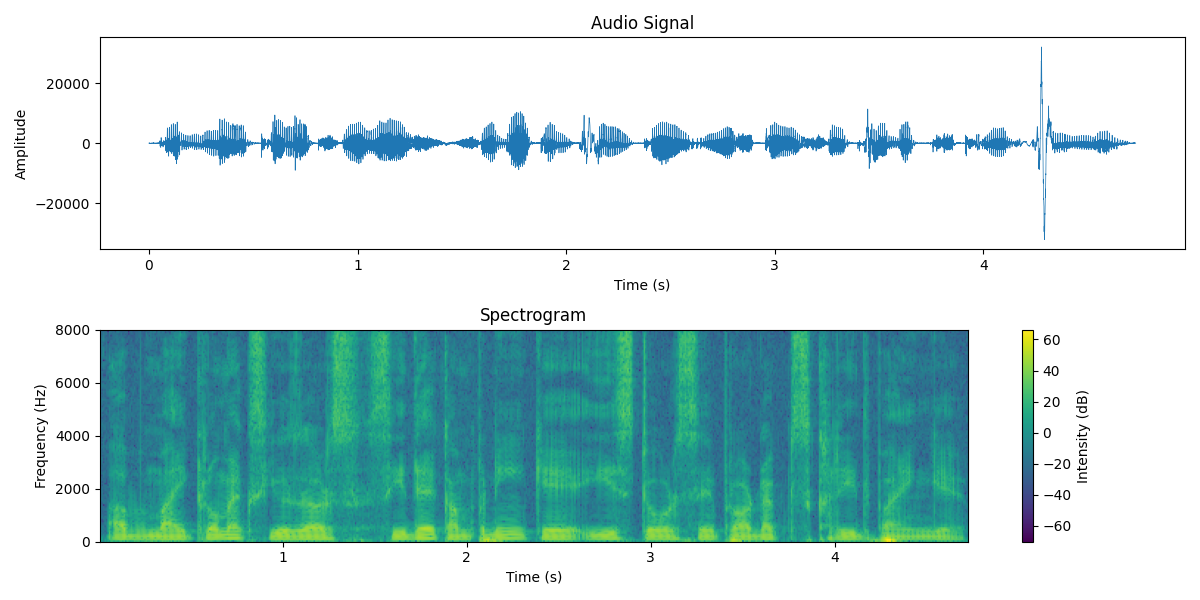 Audio Signal
20000
0
−20000
Amplitude
0 1 2 3 4
Time (s)
Spectrogram
8000
6000
4000
2000
0
Frequency (Hz)
1 2 3 4
Time (s)
60
40
20
0
−20
−40
−60
Intensity (dB)